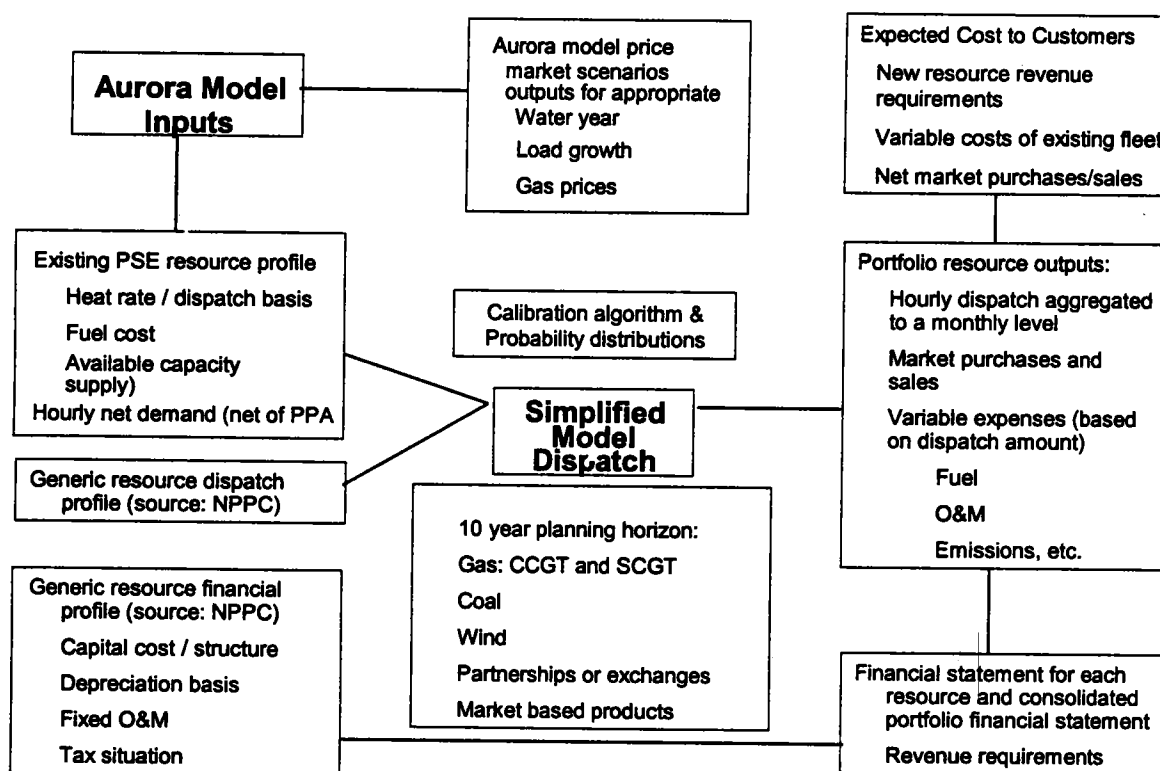 Aurora Model
Inputs
Aurora model price
market scenarios
outputs for appropriate
Water year
Load growth
Gas prices
Expected Cost to Customers
New resource revenue
requirements
Variable costs of existing fleet
Net market purchases/sales
Existing PSE resource profile
Heat rate / dispatch basis
Fuel cost
Available capacity
supply)
Hourly net demand (net of PPA
Calibration algorithm &
Probability distributions
Portfolio resource outputs:
Hourly dispatch aggregated
to a monthly level
Market purchases and
sales
Variable expenses (based
on dispatch amount)
Fuel
O&M
Emissions, etc.
Simplified
Model
Dispatch
Generic resource dispatch
profile (source: NPPC)
10 year planning horizon:
Gas: CCGT and SCGT
Coal
Wind
Partnerships or exchanges
Market based products
Generic resource financial
profile (source: NPPC)
Capital cost / structure
Depreciation basis
Fixed O&M
Tax situation
Financial statement for each
resource and consolidated
portfolio financial statement
Revenue requirements